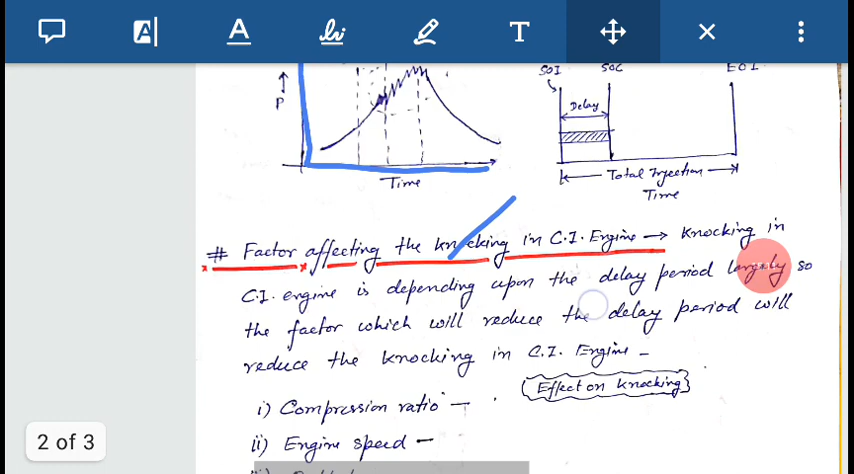 A
A
T
P
Time
SOI
SOC
EOI
Delay
Total Injection
Time
# Factor affecting the knocking in C.I. Engine → Knocking in
C.I. engine is depending upon the delay period largely so
the factor which will reduce the delay period will
reduce the knocking in C.I. Engine -
Effect on knocking
i) Compression ratio -
ii) Engine speed -
2 of 3